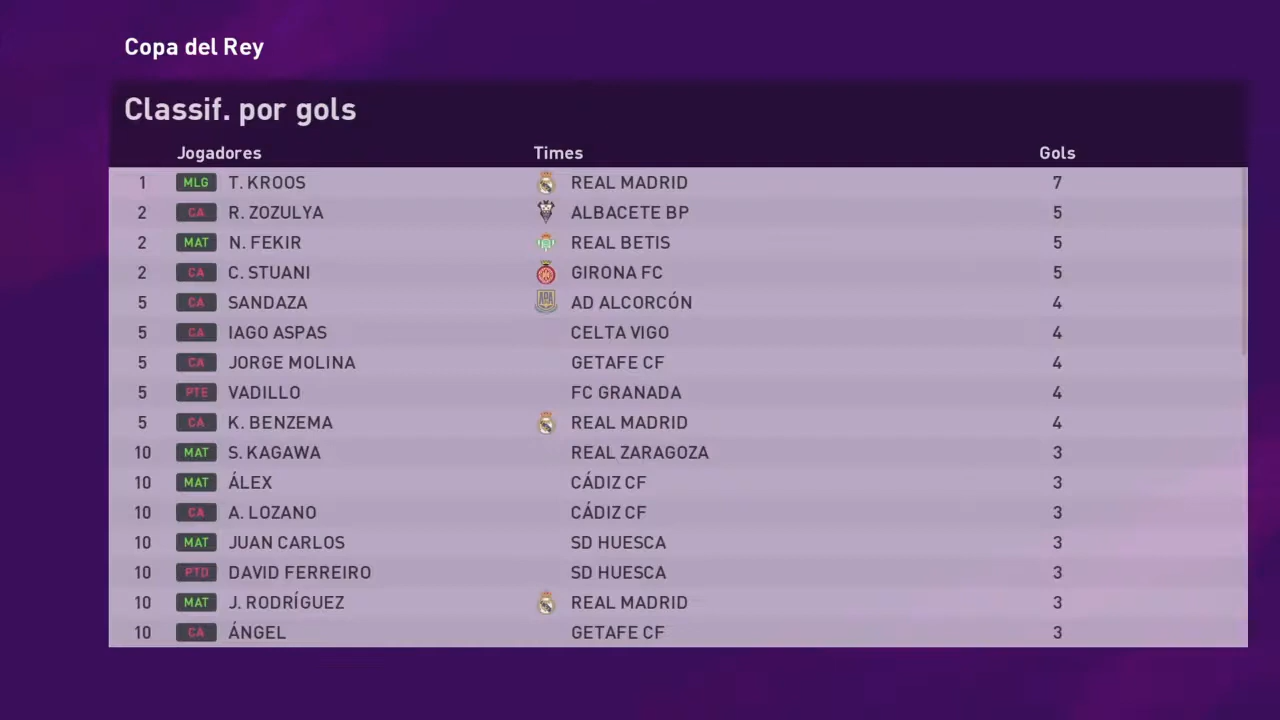 Copa del Rey
Classif. por gols
Jogadores Times Gols
1 MLG T. KROOS REAL MADRID 7
2 CA R. ZOZULYA ALBACETE BP 5
2 MAT N. FEKIR REAL BETIS 5
2 CA C. STUANI GIRONA FC 5
5 CA SANDAZA AD ALCORCÓN 4
5 CA IAGO ASPAS CELTA VIGO 4
5 CA JORGE MOLINA GETAFE CF 4
5 PTE VADILLO FC GRANADA 4
5 CA K. BENZEMA REAL MADRID 4
10 MAT S. KAGAWA REAL ZARAGOZA 3
10 MAT ÁLEX CÁDIZ CF 3
10 CA A. LOZANO CÁDIZ CF 3
10 MAT JUAN CARLOS SD HUESCA 3
10 PTD DAVID FERREIRO SD HUESCA 3
10 MAT J. RODRÍGUEZ REAL MADRID 3
10 CA ÁNGEL GETAFE CF 3